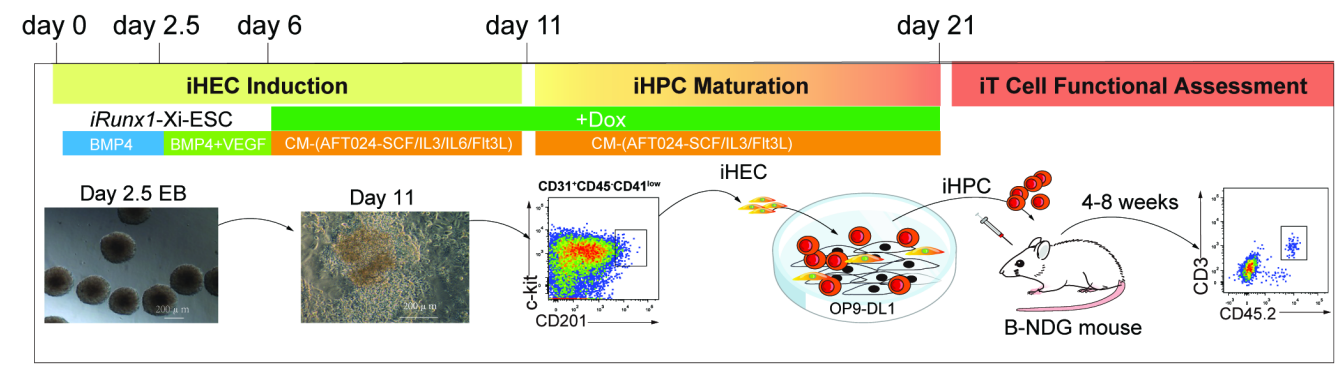 day 0 day 2.5 day 6 day 11 day 21
iHEC Induction iHPC Maturation iT Cell Functional Assessment
iRunx1-Xi-ESC +Dox
BMP4 BMP4+VEGF CM-(AFT024-SCF/IL3/IL6/Flt3L) CM-(AFT024-SCF/IL3/Flt3L)
Day 2.5 EB
200μm
Day 11
200μm
CD31⁺CD45⁻CD41ˡᵒʷ
c-kit
CD201
iHEC
OP9-DL1
iHPC
B-NDG mouse
4-8 weeks
CD3
CD45.2